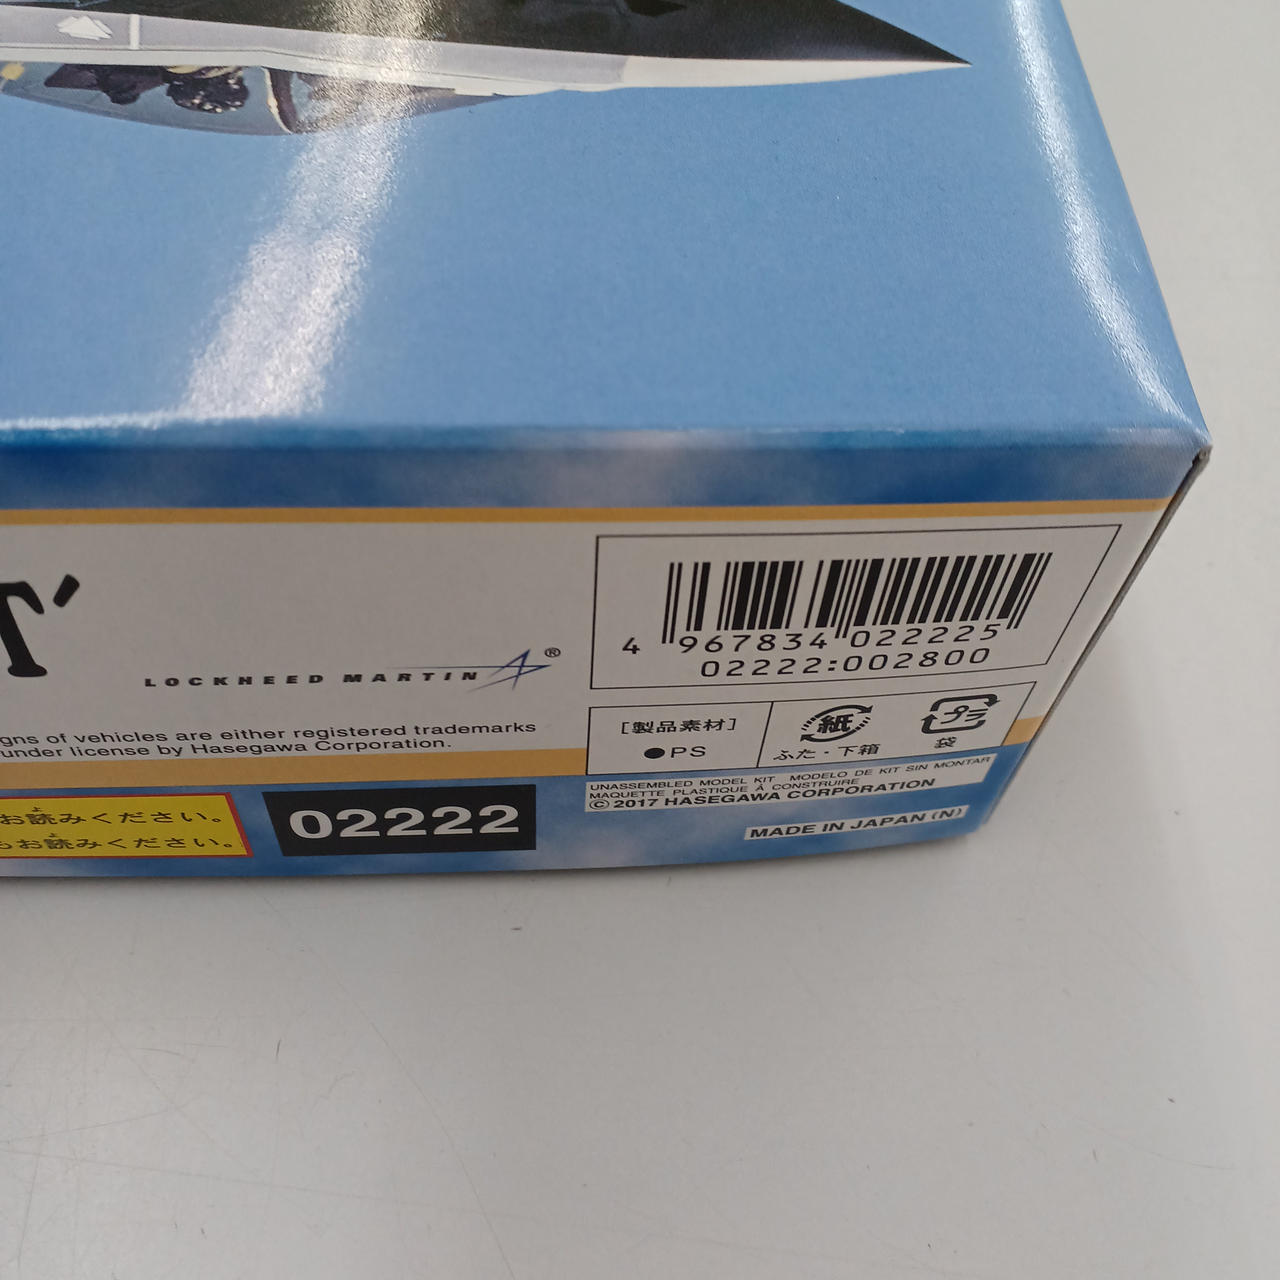 T'
LOCKHEED MARTIN ®
gns of vehicles are either registered trademarks
under license by Hasegawa Corporation.
お読みください。
もお読みください。
02222
4 967834 022225
02222:002800
[製品素材]
●PS
紙
ふた・下箱
プラ
袋
UNASSEMBLED MODEL KIT MODELO DE KIT SIN MONTAR
MAQUETTE PLASTIQUE À CONSTRUIRE
© 2017 HASEGAWA CORPORATION
MADE IN JAPAN (N)